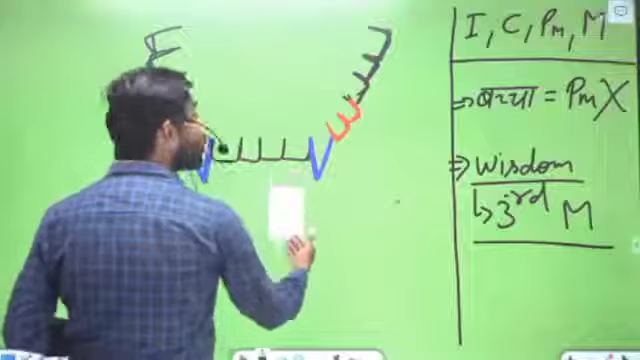 I, C, Pm, M
⇒ बच्चा = Pm X
⇒ Wisdom
↳ 3rd M